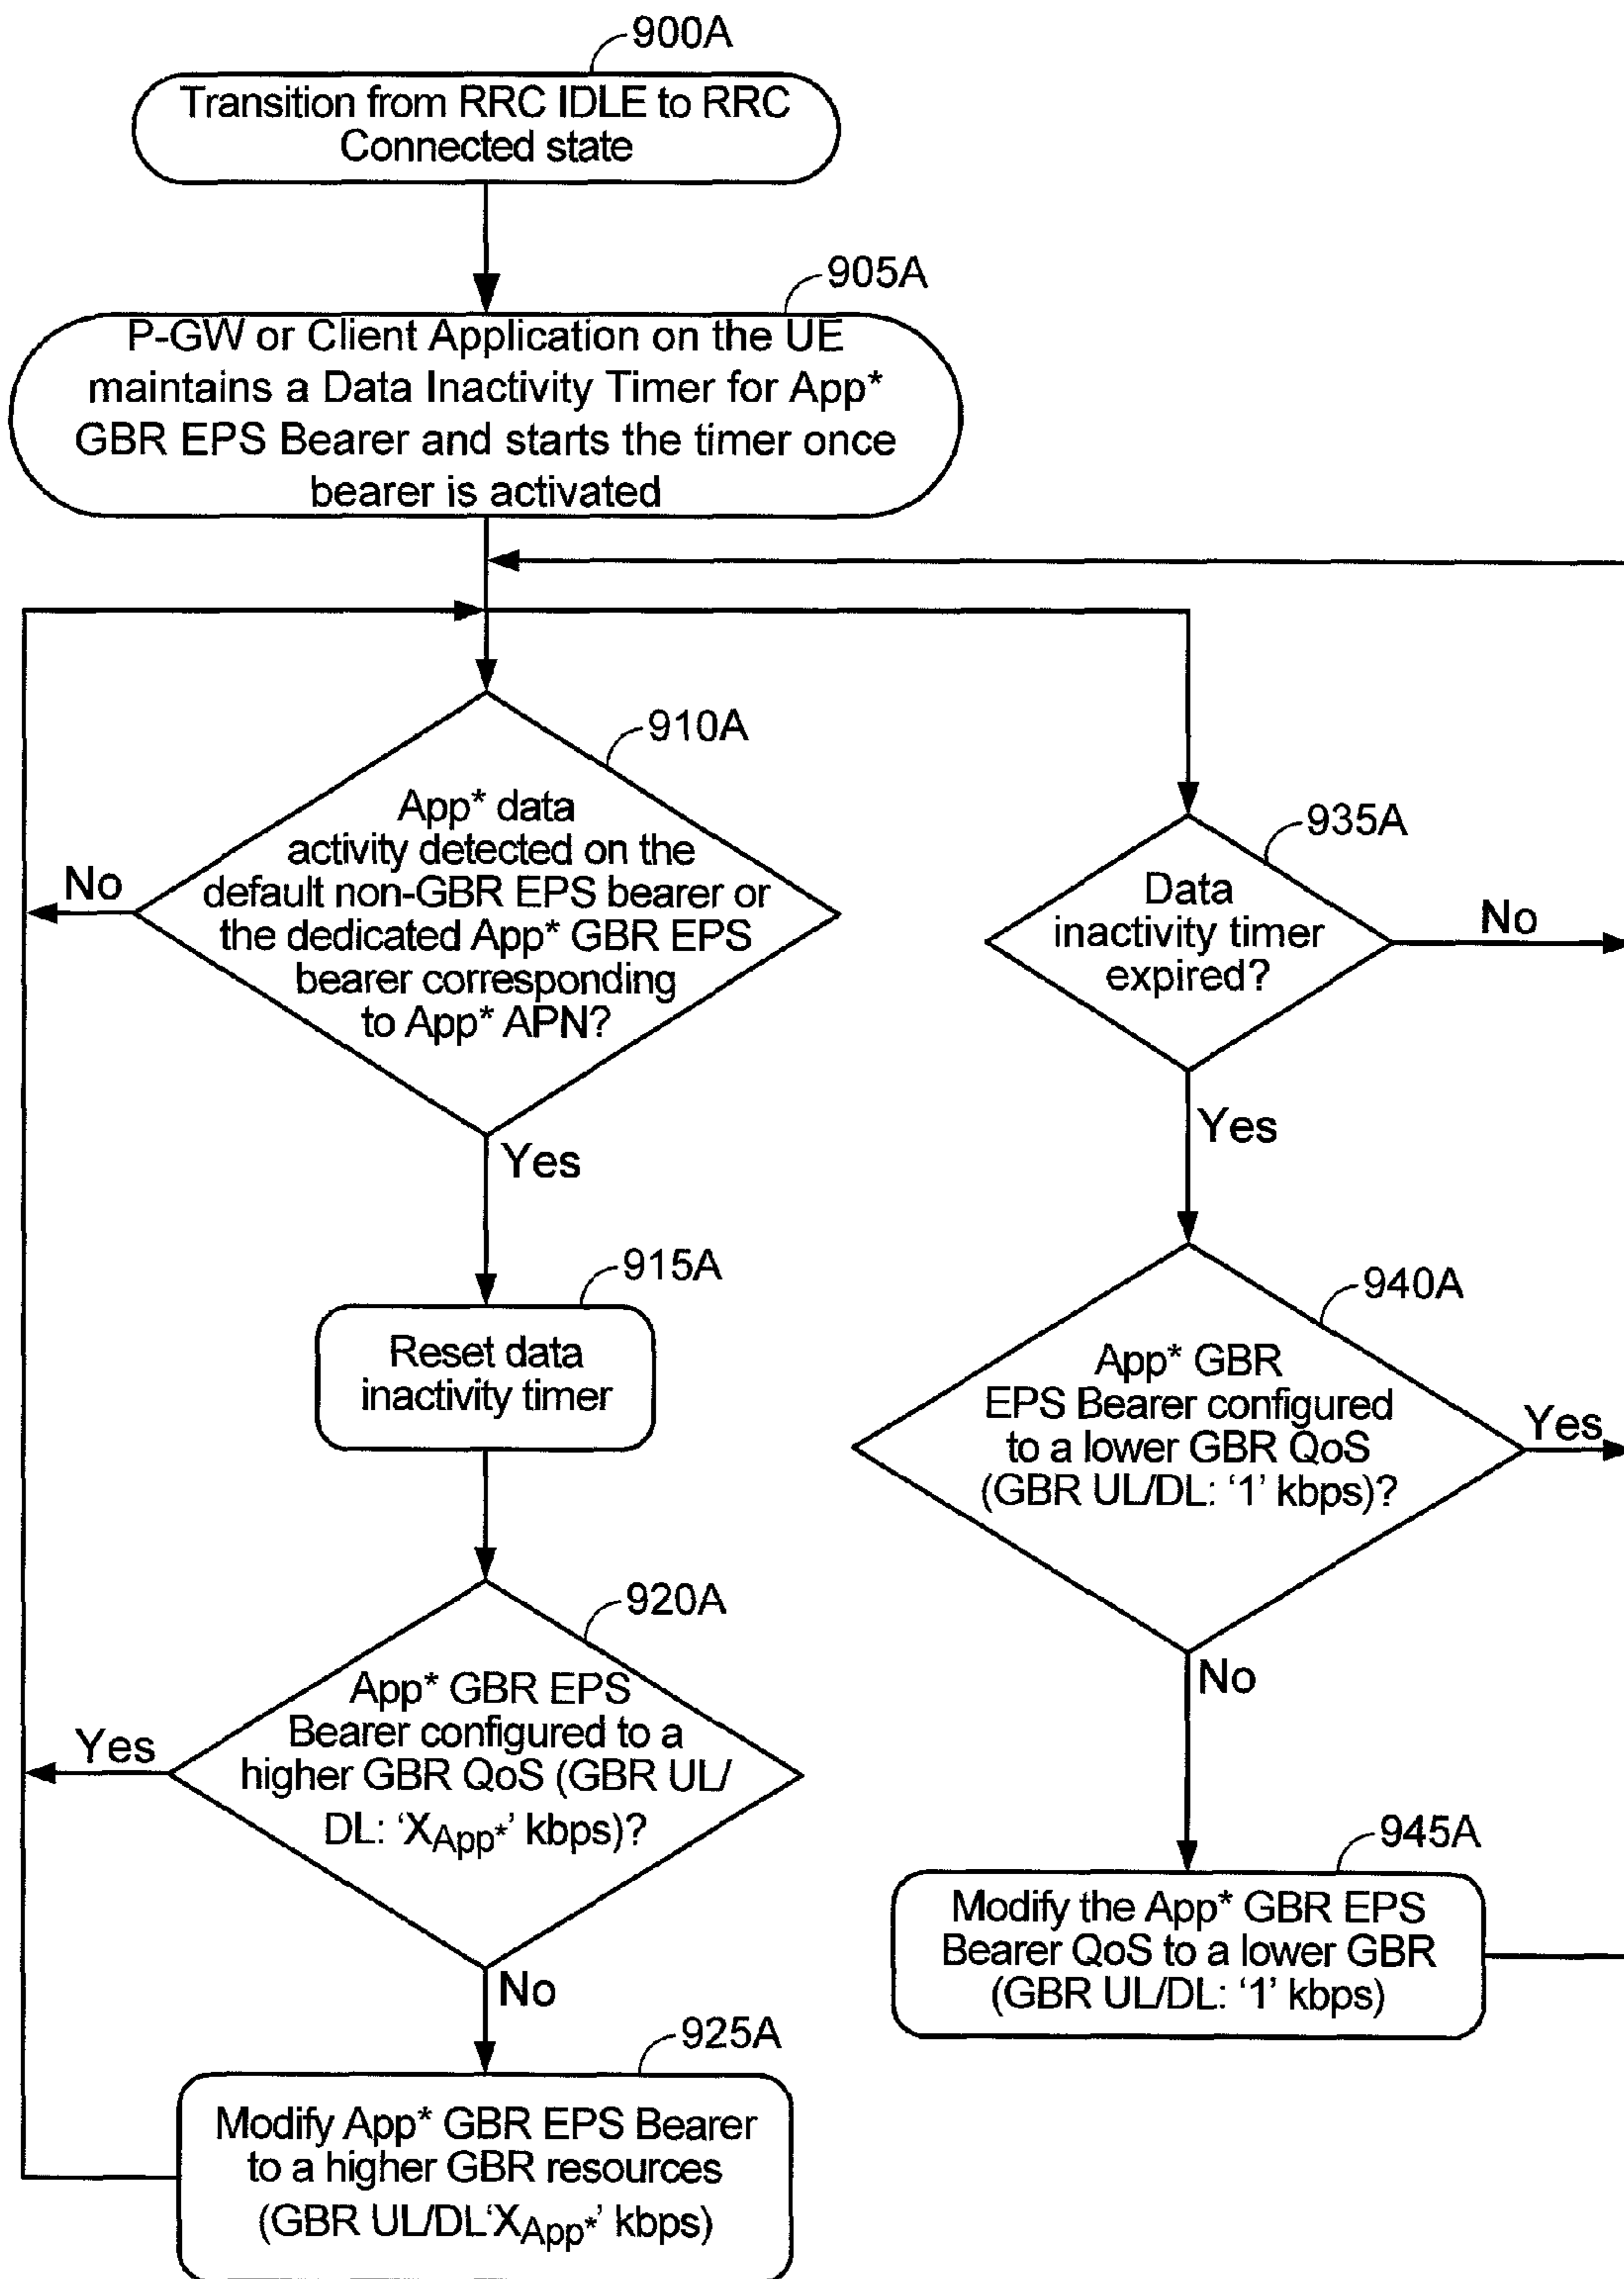 900A
Transition from RRC IDLE to RRC
Connected state
905A
P-GW or Client Application on the UE
maintains a Data Inactivity Timer for App*
GBR EPS Bearer and starts the timer once
bearer is activated
910A
App* data
activity detected on the
default non-GBR EPS bearer or
the dedicated App* GBR EPS
bearer corresponding
to App* APN?
No
Yes
915A
Reset data
inactivity timer
920A
App* GBR EPS
Bearer configured to a
higher GBR QoS (GBR UL/
DL: ‘XApp*’ kbps)?
Yes
No
925A
Modify App* GBR EPS Bearer
to a higher GBR resources
(GBR UL/DL‘XApp*’ kbps)
935A
Data
inactivity timer
expired?
No
Yes
940A
App* GBR
EPS Bearer configured
to a lower GBR QoS
(GBR UL/DL: ‘1’ kbps)?
Yes
No
945A
Modify the App* GBR EPS
Bearer QoS to a lower GBR
(GBR UL/DL: ‘1’ kbps)